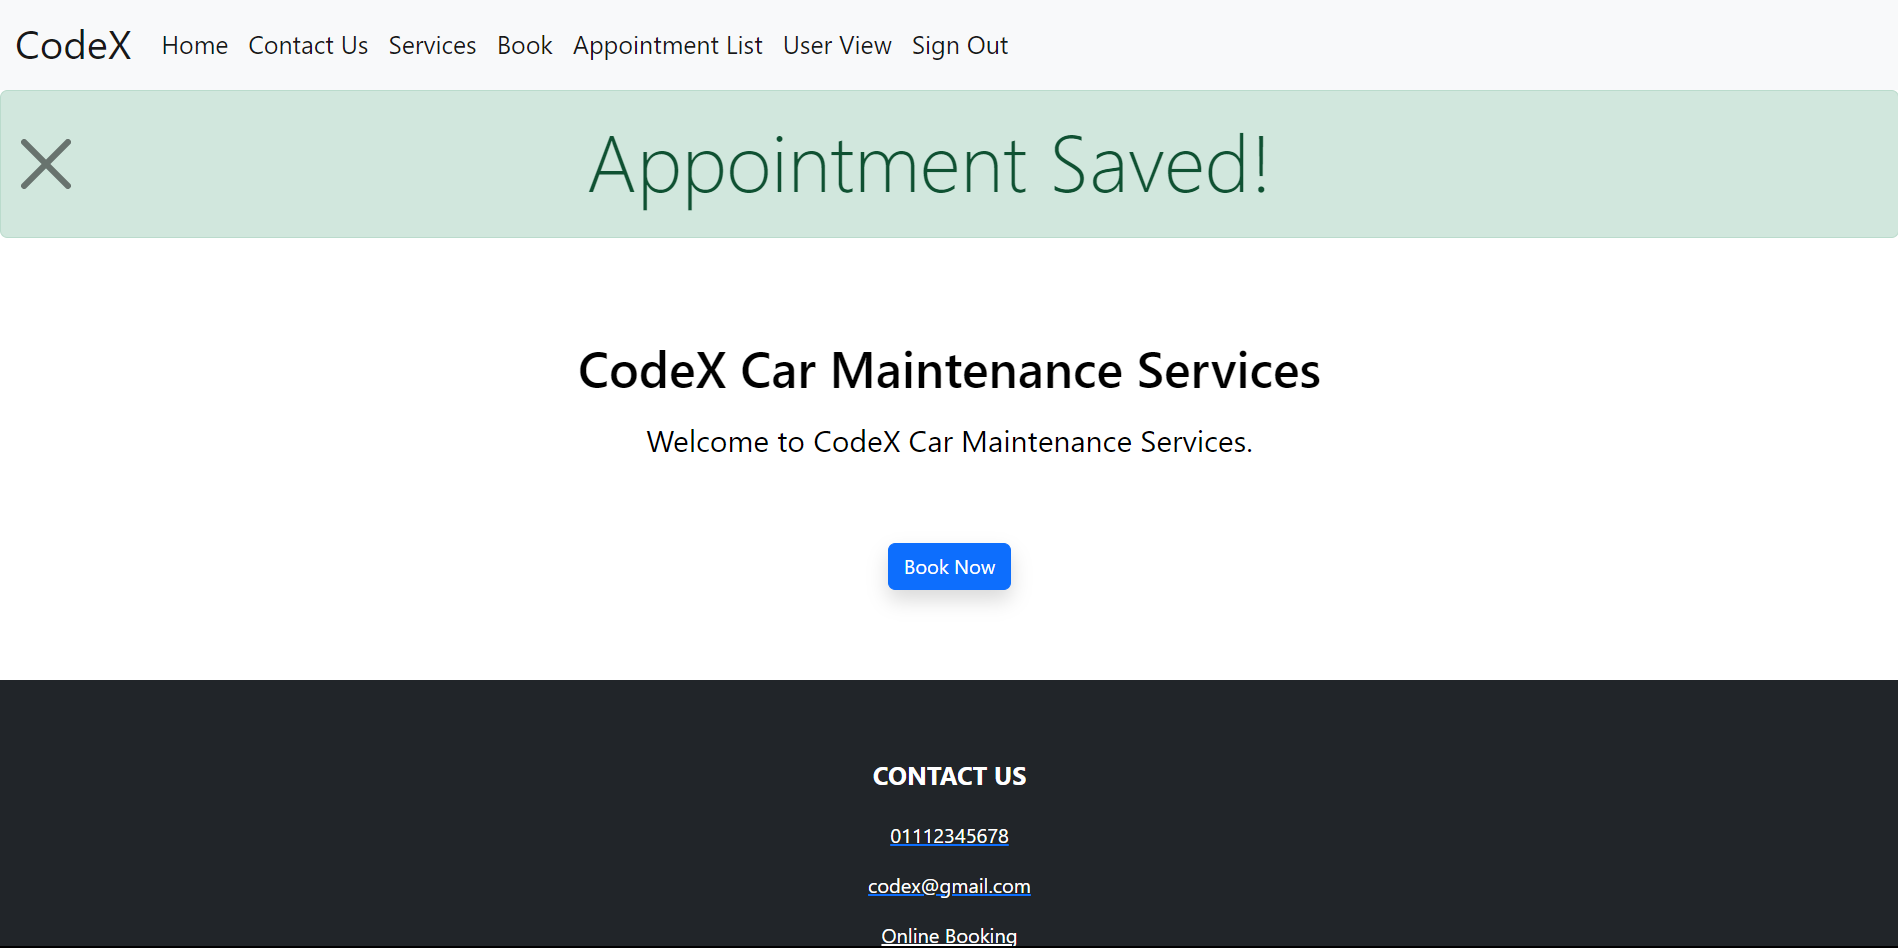 CodeX Home Contact Us Services Book Appointment List User View Sign Out
Appointment Saved!
CodeX Car Maintenance Services
Welcome to CodeX Car Maintenance Services.
Book Now
CONTACT US
01112345678
codex@gmail.com
Online Booking